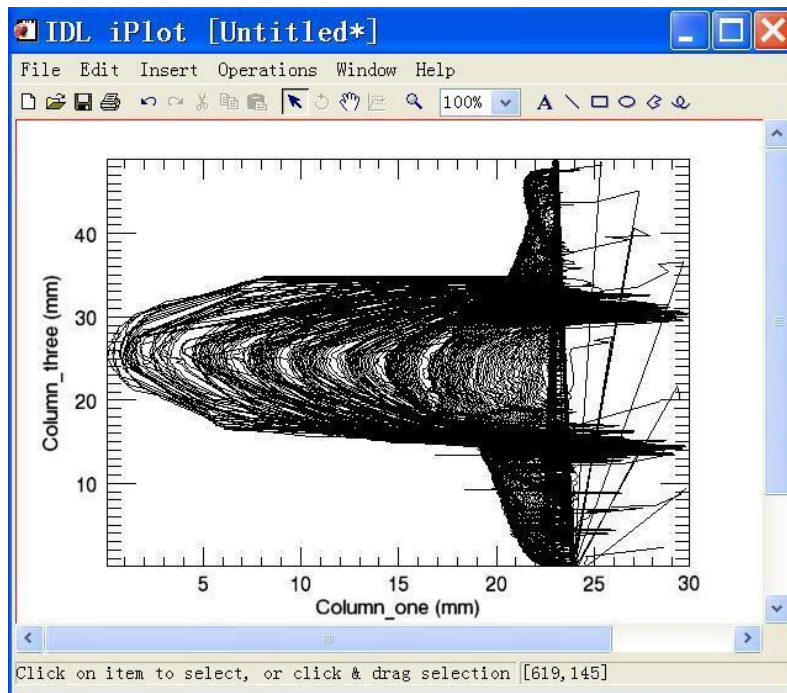 IDL iPlot [Untitled*]
File Edit Insert Operations Window Help
100% A
40
30
20
10
Column_three (mm)
5 10 15 20 25 30
Column_one (mm)
Click on item to select, or click & drag selection [619,145]